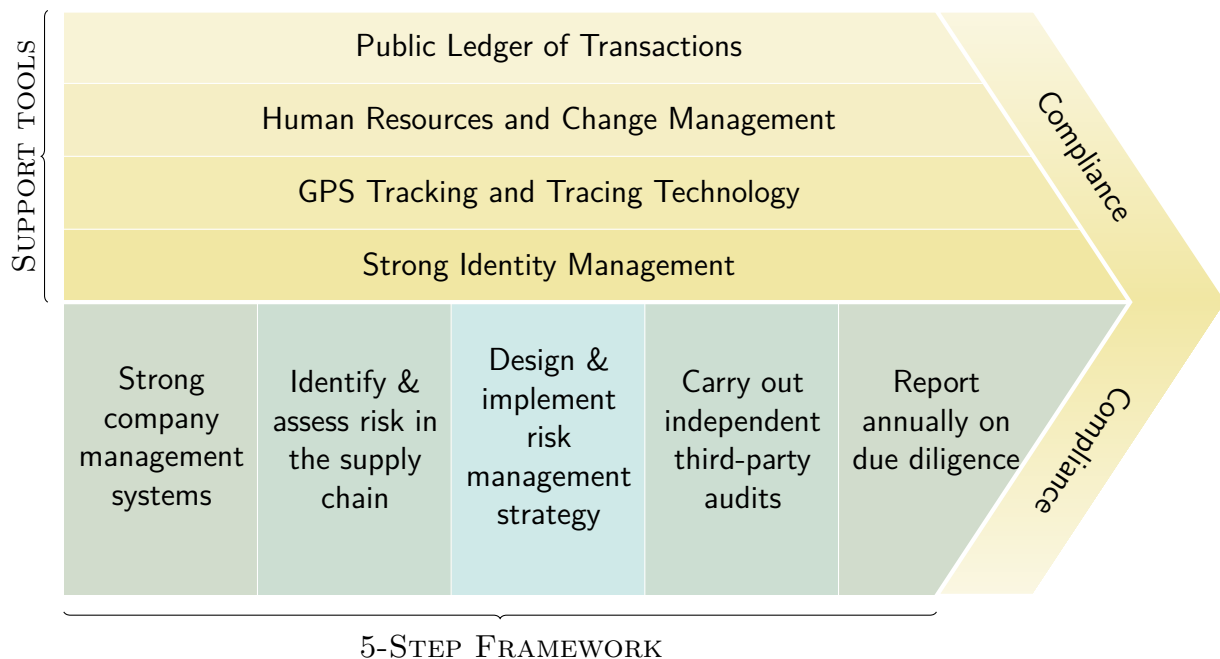 SUPPORT TOOLS
Public Ledger of Transactions
Human Resources and Change Management
GPS Tracking and Tracing Technology
Strong Identity Management
Compliance
Strong
company
management
systems
Identify &
assess risk in
the supply
chain
Design &
implement
risk
management
strategy
Carry out
independent
third-party
audits
Report
annually on
due diligence
Compliance
5-STEP FRAMEWORK